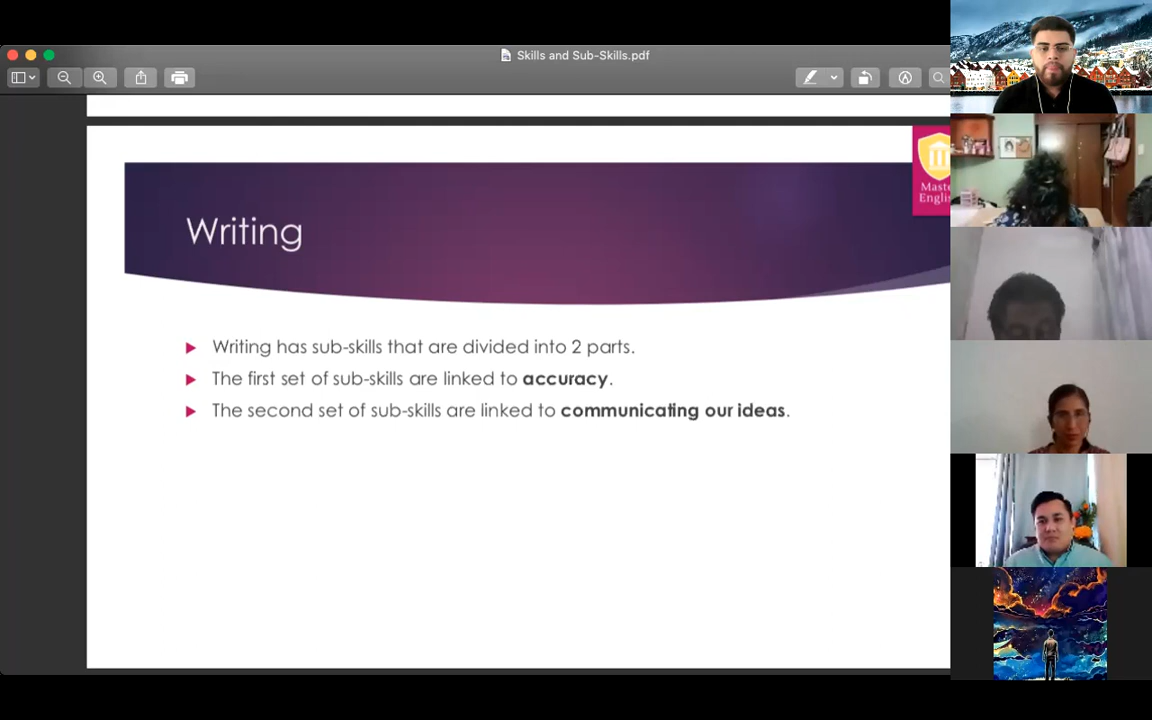 Skills and Sub-Skills.pdf
Writing
Writing has sub-skills that are divided into 2 parts.
The first set of sub-skills are linked to accuracy.
The second set of sub-skills are linked to communicating our ideas.